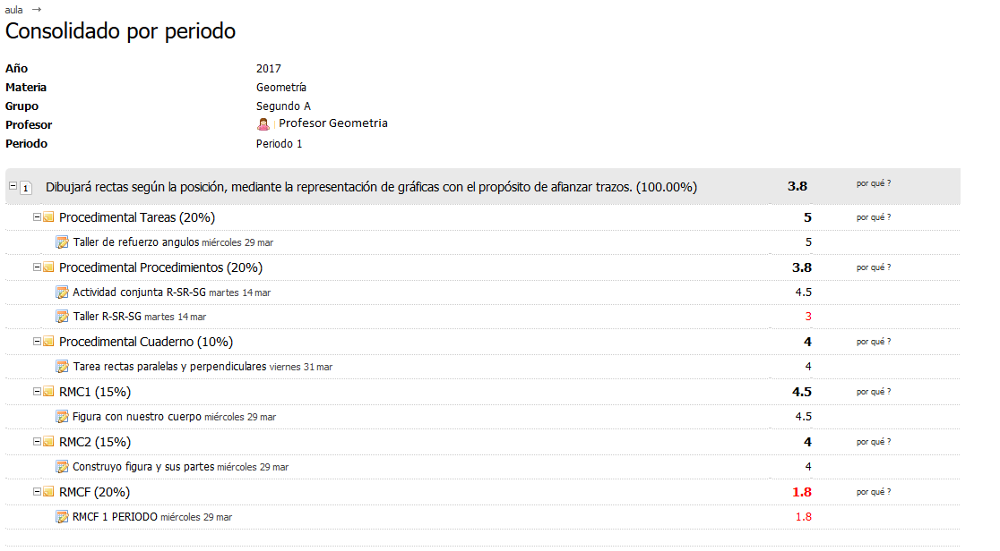 aula →
Consolidado por periodo
Año 2017
Materia Geometría
Grupo Segundo A
Profesor Profesor Geometria
Periodo Periodo 1
1 Dibujará rectas según la posición, mediante la representación de gráficas con el propósito de afianzar trazos. (100.00%) 3.8 por qué ?
Procedimental Tareas (20%) 5 por qué ?
Taller de refuerzo angulos miércoles 29 mar 5
Procedimental Procedimientos (20%) 3.8 por qué ?
Actividad conjunta R-SR-SG martes 14 mar 4.5
Taller R-SR-SG martes 14 mar 3
Procedimental Cuaderno (10%) 4 por qué ?
Tarea rectas paralelas y perpendiculares viernes 31 mar 4
RMC1 (15%) 4.5 por qué ?
Figura con nuestro cuerpo miércoles 29 mar 4.5
RMC2 (15%) 4 por qué ?
Construyo figura y sus partes miércoles 29 mar 4
RMCF (20%) 1.8 por qué ?
RMCF 1 PERIODO miércoles 29 mar 1.8